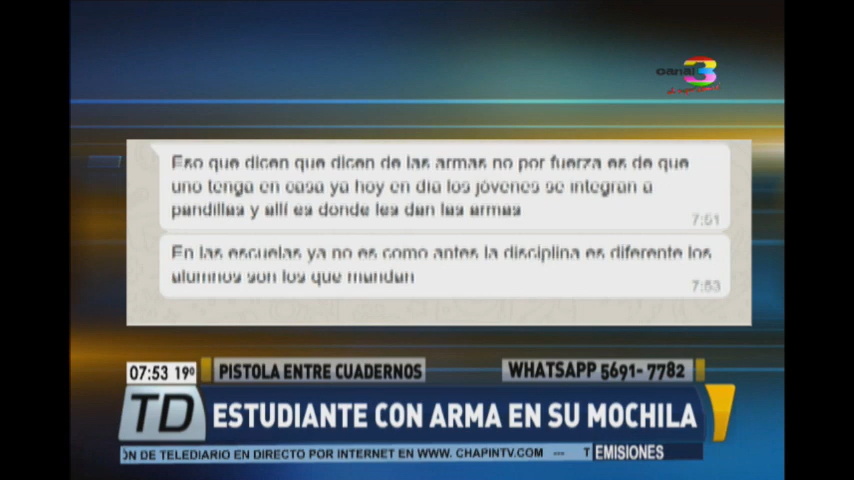 canal 3
Eso que dicen que dicen de las armas no por fuerza es de que
uno tenga en casa ya hoy en día los jóvenes se integran a
pandillas y allí es donde les dan las armas
7:51
En las escuelas ya no es como antes la disciplina es diferente los
alumnos son los que mandan
7:53
07:53 19º PISTOLA ENTRE CUADERNOS WHATSAPP 5691-7782
TD ESTUDIANTE CON ARMA EN SU MOCHILA
ÓN DE TELEDIARIO EN DIRECTO POR INTERNET EN WWW. CHAPINTV.COM --- T EMISIONES